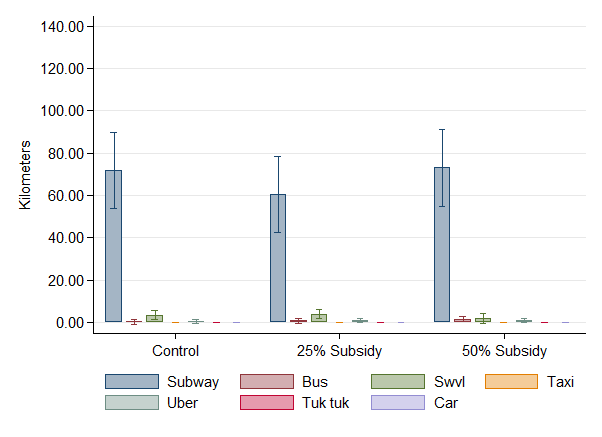 140.00
120.00
100.00
80.00
60.00
40.00
20.00
0.00
Kilometers
Control 25% Subsidy 50% Subsidy
Subway Bus Swvl Taxi
Uber Tuk tuk Car